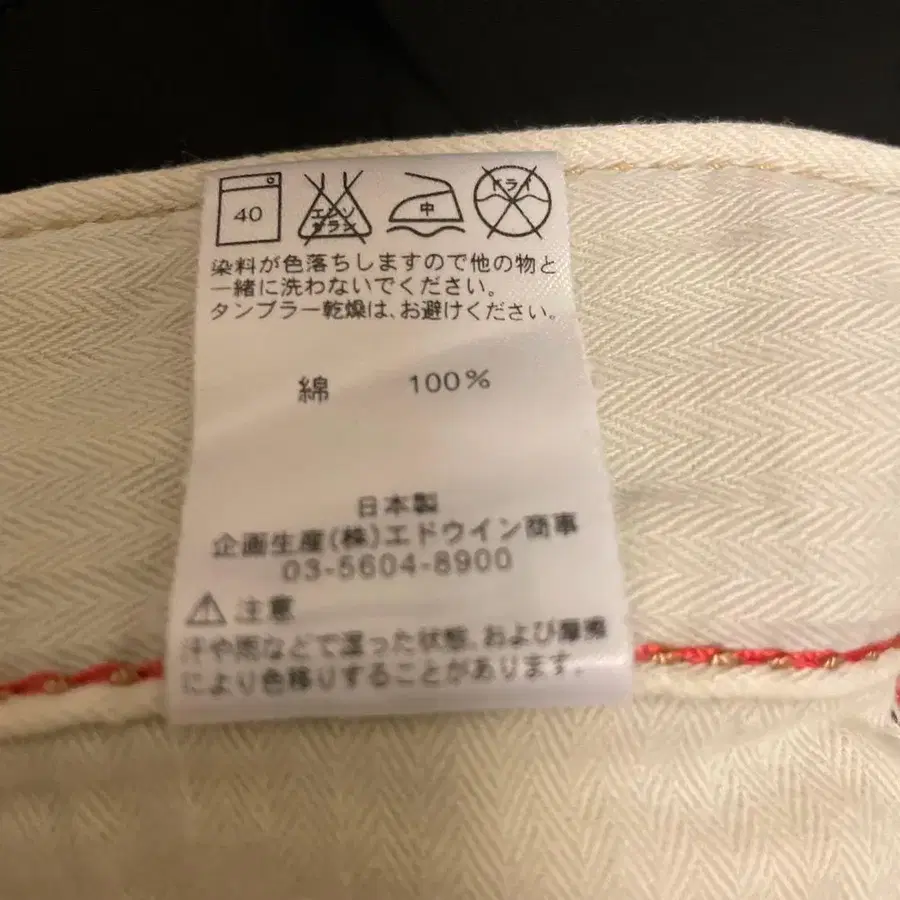 40 エンソ 中 ドライ
サラシ
染料が色落ちしますので他の物と
一緒に洗わないでください。
タンブラー乾燥は、お避けください。
綿 100%
日本製
企画生産(株)エドウイン商事
03-5604-8900
注意
汗や雨などで湿った状態、および摩擦
により色移りすることがあります。